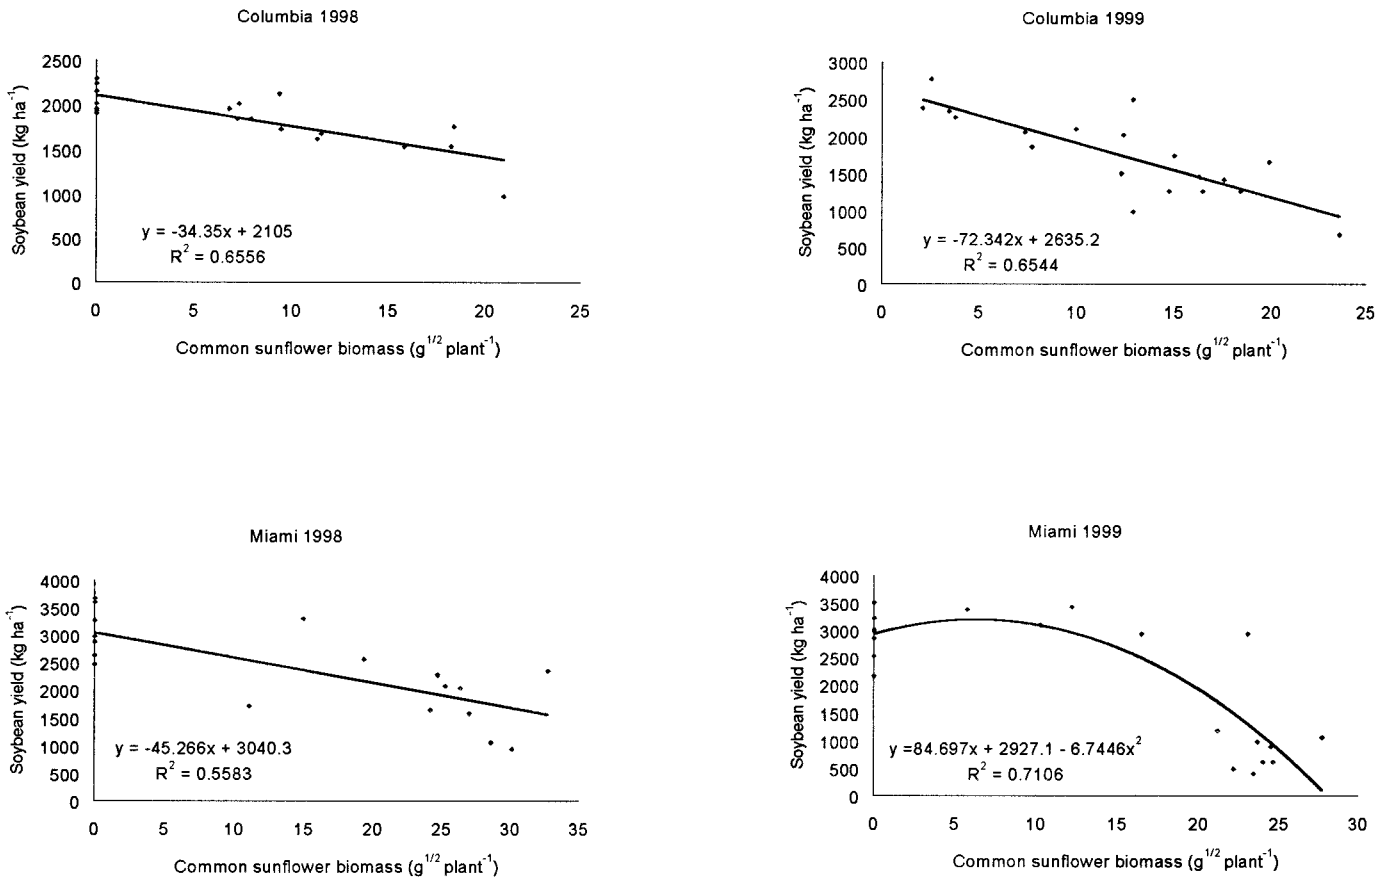 Columbia 1998
Soybean yield (kg ha⁻¹)
2500
2000
1500
1000
500
0
y = -34.35x + 2105
R² = 0.6556
0 5 10 15 20 25
Common sunflower biomass (g¹/² plant⁻¹)
Columbia 1999
Soybean yield (kg ha⁻¹)
3000
2500
2000
1500
1000
500
0
y = -72.342x + 2635.2
R² = 0.6544
0 5 10 15 20 25
Common sunflower biomass (g¹/² plant⁻¹)
Miami 1998
Soybean yield (kg ha⁻¹)
4000
3500
3000
2500
2000
1500
1000
500
0
y = -45.266x + 3040.3
R² = 0.5583
0 5 10 15 20 25 30 35
Common sunflower biomass (g¹/² plant⁻¹)
Miami 1999
Soybean yield (kg ha⁻¹)
4000
3500
3000
2500
2000
1500
1000
500
0
y =84.697x + 2927.1 - 6.7446x²
R² = 0.7106
0 5 10 15 20 25 30
Common sunflower biomass (g¹/² plant⁻¹)